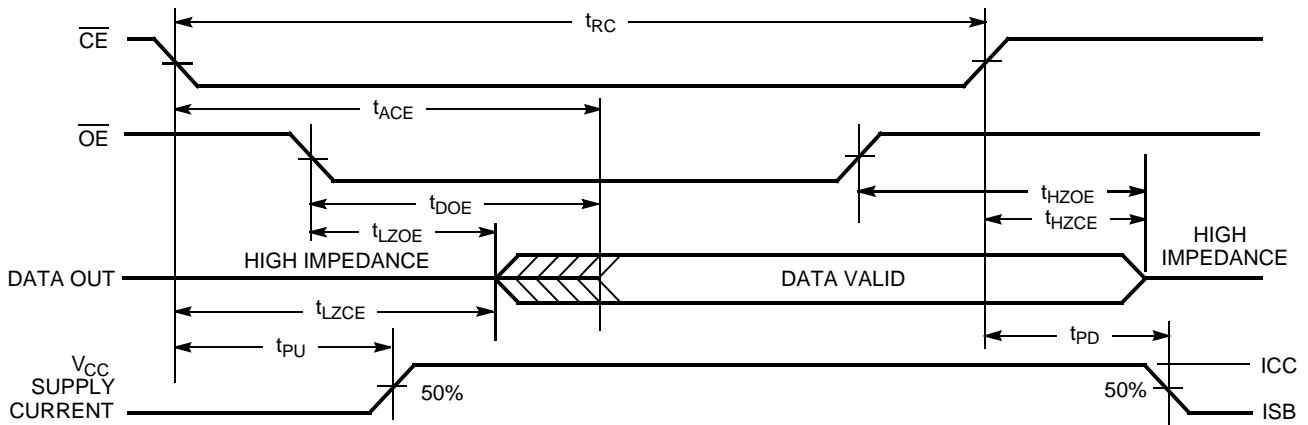 tRC
CE
tACE
OE
tHZOE
tDOE
tHZCE
tLZOE
HIGH
IMPEDANCE
HIGH IMPEDANCE
DATA OUT
DATA VALID
tLZCE
tPU
tPD
VCC
SUPPLY
CURRENT
50%
50%
ICC
ISB